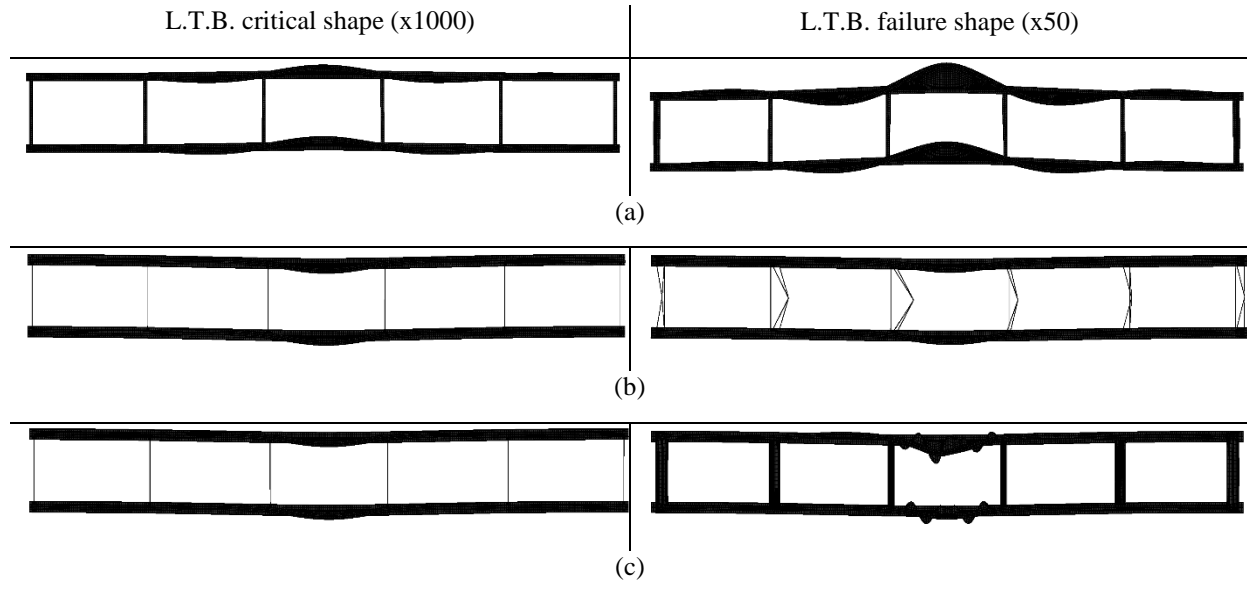 L.T.B. critical shape (x1000)
L.T.B. failure shape (x50)
(a)
(b)
(c)